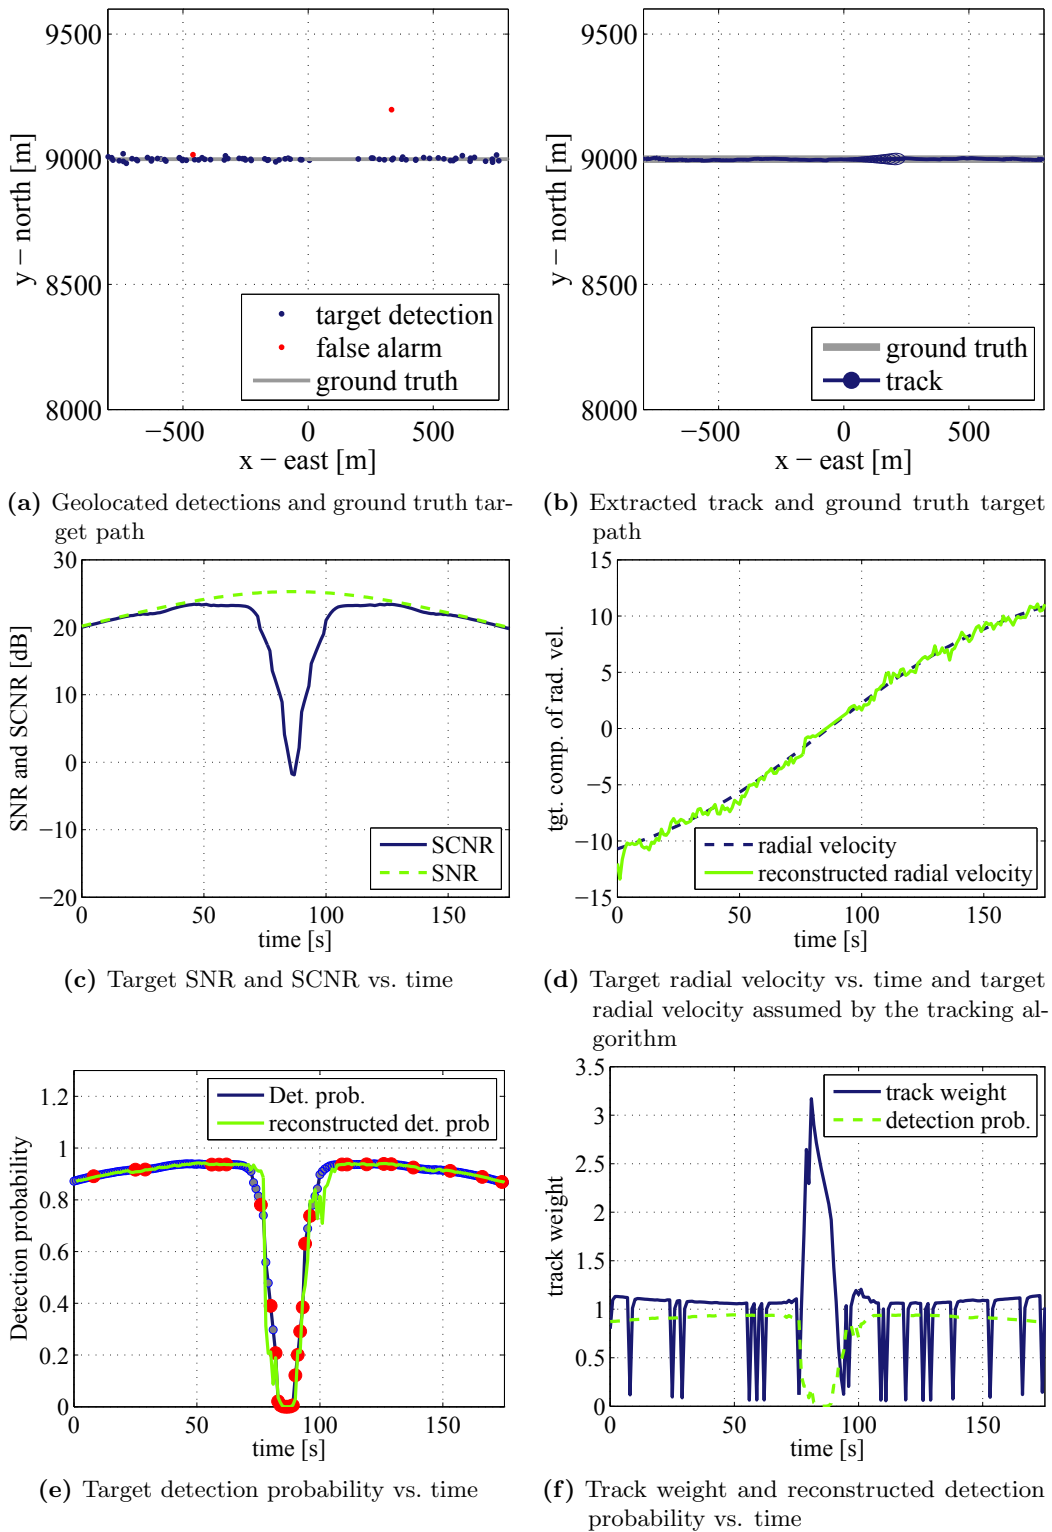 9500
9000
8500
8000
y − north [m]
target detection
false alarm
ground truth
−500
0
500
x − east [m]
(a) Geolocated detections and ground truth tar-
get path
9500
9000
8500
8000
y − north [m]
ground truth
track
−500
0
500
x − east [m]
(b) Extracted track and ground truth target
path
30
20
10
0
−10
−20
SNR and SCNR [dB]
SCNR
SNR
0
50
100
150
time [s]
(c) Target SNR and SCNR vs. time
15
10
5
0
−5
−10
−15
tgt. comp. of rad. vel.
radial velocity
reconstructed radial velocity
0
50
100
150
time [s]
(d) Target radial velocity vs. time and target
radial velocity assumed by the tracking al-
gorithm
1.2
1
0.8
0.6
0.4
0.2
0
Detection probability
Det. prob.
reconstructed det. prob
0
50
100
150
time [s]
(e) Target detection probability vs. time
3.5
3
2.5
2
1.5
1
0.5
0
track weight
track weight
detection prob.
0
50
100
150
time [s]
(f) Track weight and reconstructed detection
probability vs. time